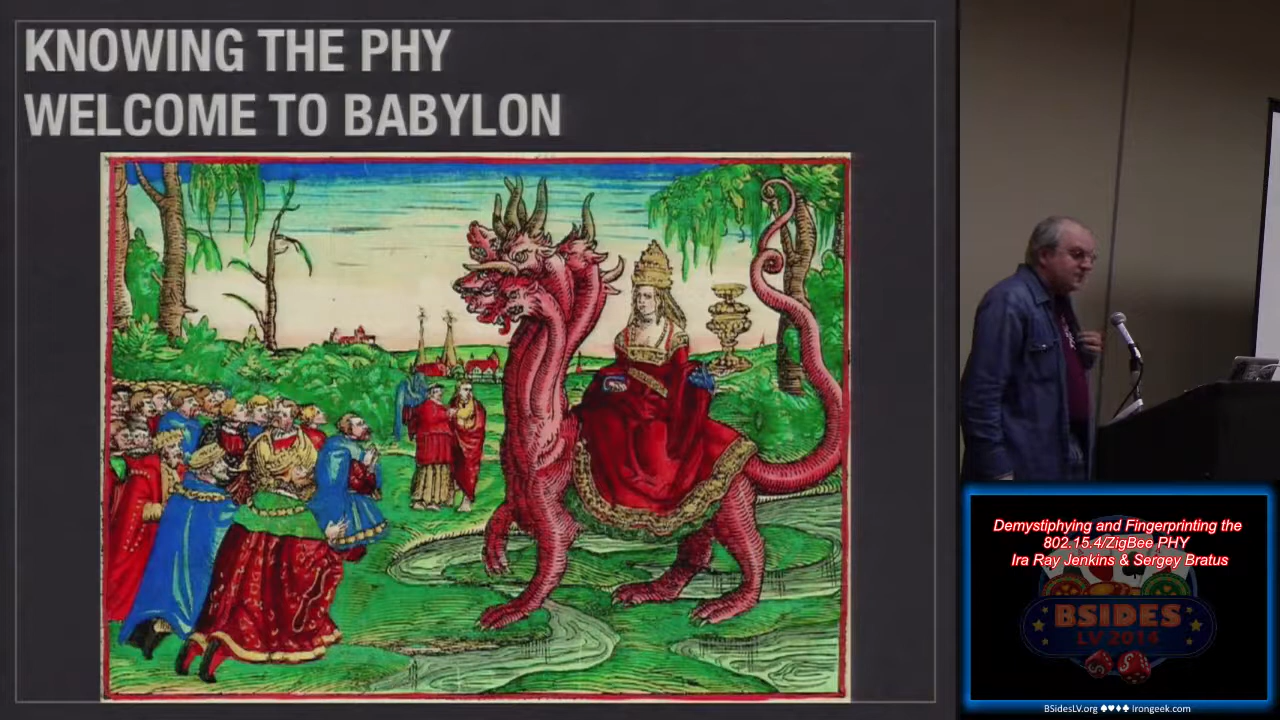 KNOWING THE PHY
WELCOME TO BABYLON
Demystiphying and Fingerprinting the
802.15.4/ZigBee PHY
Ira Ray Jenkins & Sergey Bratus
BSIDES
LV 2014
BSidesLV.org ♠♥♦♣ Irongeek.com